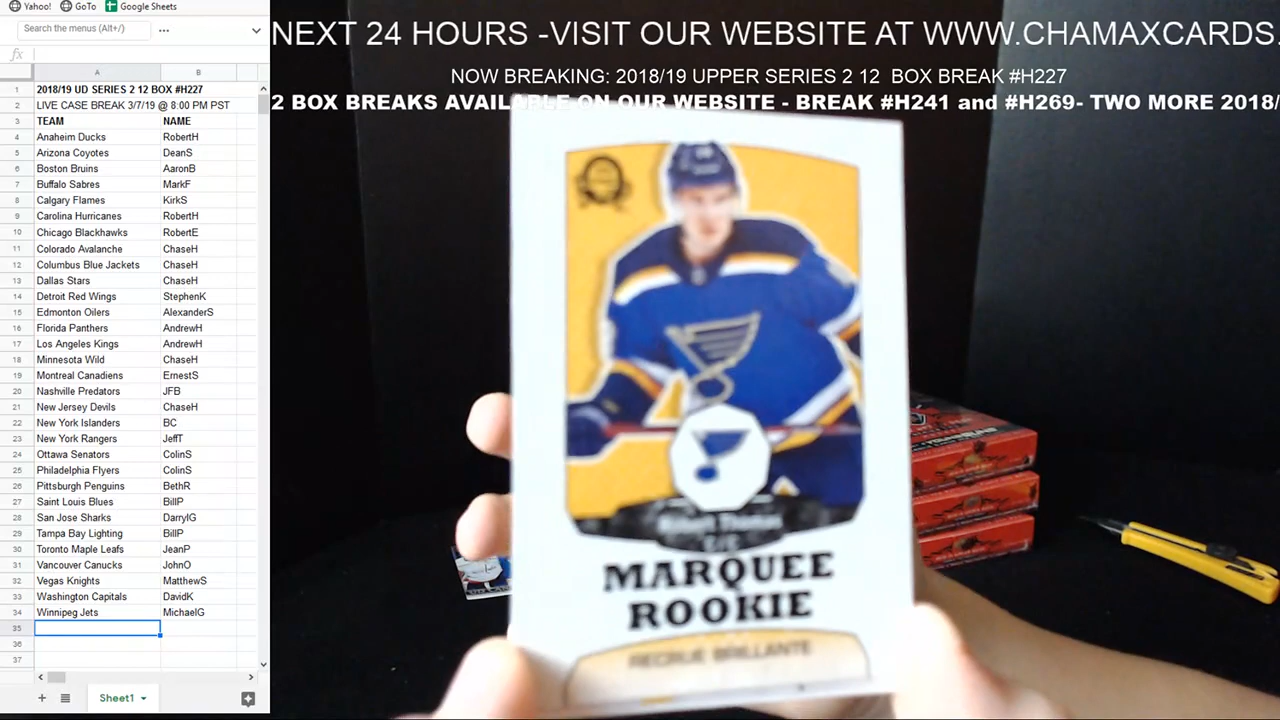 Yahoo! GoTo Google Sheets
Search the menus (Alt+/)
fx
A B
1 2018/19 UD SERIES 2 12 BOX #H227
2 LIVE CASE BREAK 3/7/19 @ 8:00 PM PST
3 TEAM NAME
4 Anaheim Ducks RobertH
5 Arizona Coyotes DeanS
6 Boston Bruins AaronB
7 Buffalo Sabres MarkF
8 Calgary Flames KirkS
9 Carolina Hurricanes RobertH
10 Chicago Blackhawks RobertE
11 Colorado Avalanche ChaseH
12 Columbus Blue Jackets ChaseH
13 Dallas Stars ChaseH
14 Detroit Red Wings StephenK
15 Edmonton Oilers AlexanderS
16 Florida Panthers AndrewH
17 Los Angeles Kings AndrewH
18 Minnesota Wild ChaseH
19 Montreal Canadiens ErnestS
20 Nashville Predators JFB
21 New Jersey Devils ChaseH
22 New York Islanders BC
23 New York Rangers JeffT
24 Ottawa Senators ColinS
25 Philadelphia Flyers ColinS
26 Pittsburgh Penguins BethR
27 Saint Louis Blues BillP
28 San Jose Sharks DarrylG
29 Tampa Bay Lighting BillP
30 Toronto Maple Leafs JeanP
31 Vancouver Canucks JohnO
32 Vegas Knights MatthewS
33 Washington Capitals DavidK
34 Winnipeg Jets MichaelG
35
36
37
Sheet1
NEXT 24 HOURS -VISIT OUR WEBSITE AT WWW.CHAMAXCARDS.
NOW BREAKING: 2018/19 UPPER SERIES 2 12 BOX BREAK #H227
2 BOX BREAKS AVAILABLE ON OUR WEBSITE - BREAK #H241 and #H269- TWO MORE 2018/
Robert Thomas
MARQUEE
ROOKIE
RECRUE BRILLANTE